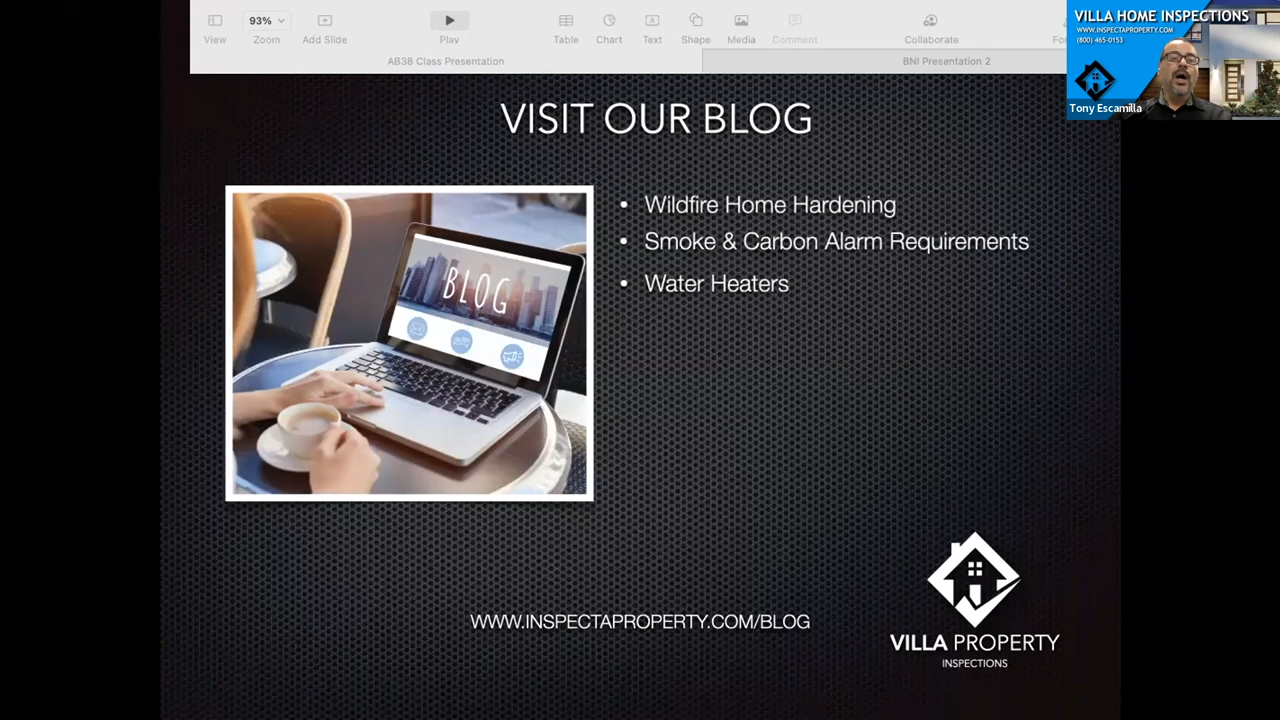 93%
View
Zoom
Add Slide
Play
Table
Chart
Text
Shape
Media
Comment
Collaborate
AB38 Class Presentation
BNI Presentation 2
VILLA HOME INSPECTIONS
WWW.INSPECTAPROPERTY.COM
(800) 465-0153
Tony Escamilla
VISIT OUR BLOG
• Wildfire Home Hardening
• Smoke & Carbon Alarm Requirements
• Water Heaters
BLOG
WWW.INSPECTAPROPERTY.COM/BLOG
VILLA PROPERTY
INSPECTIONS